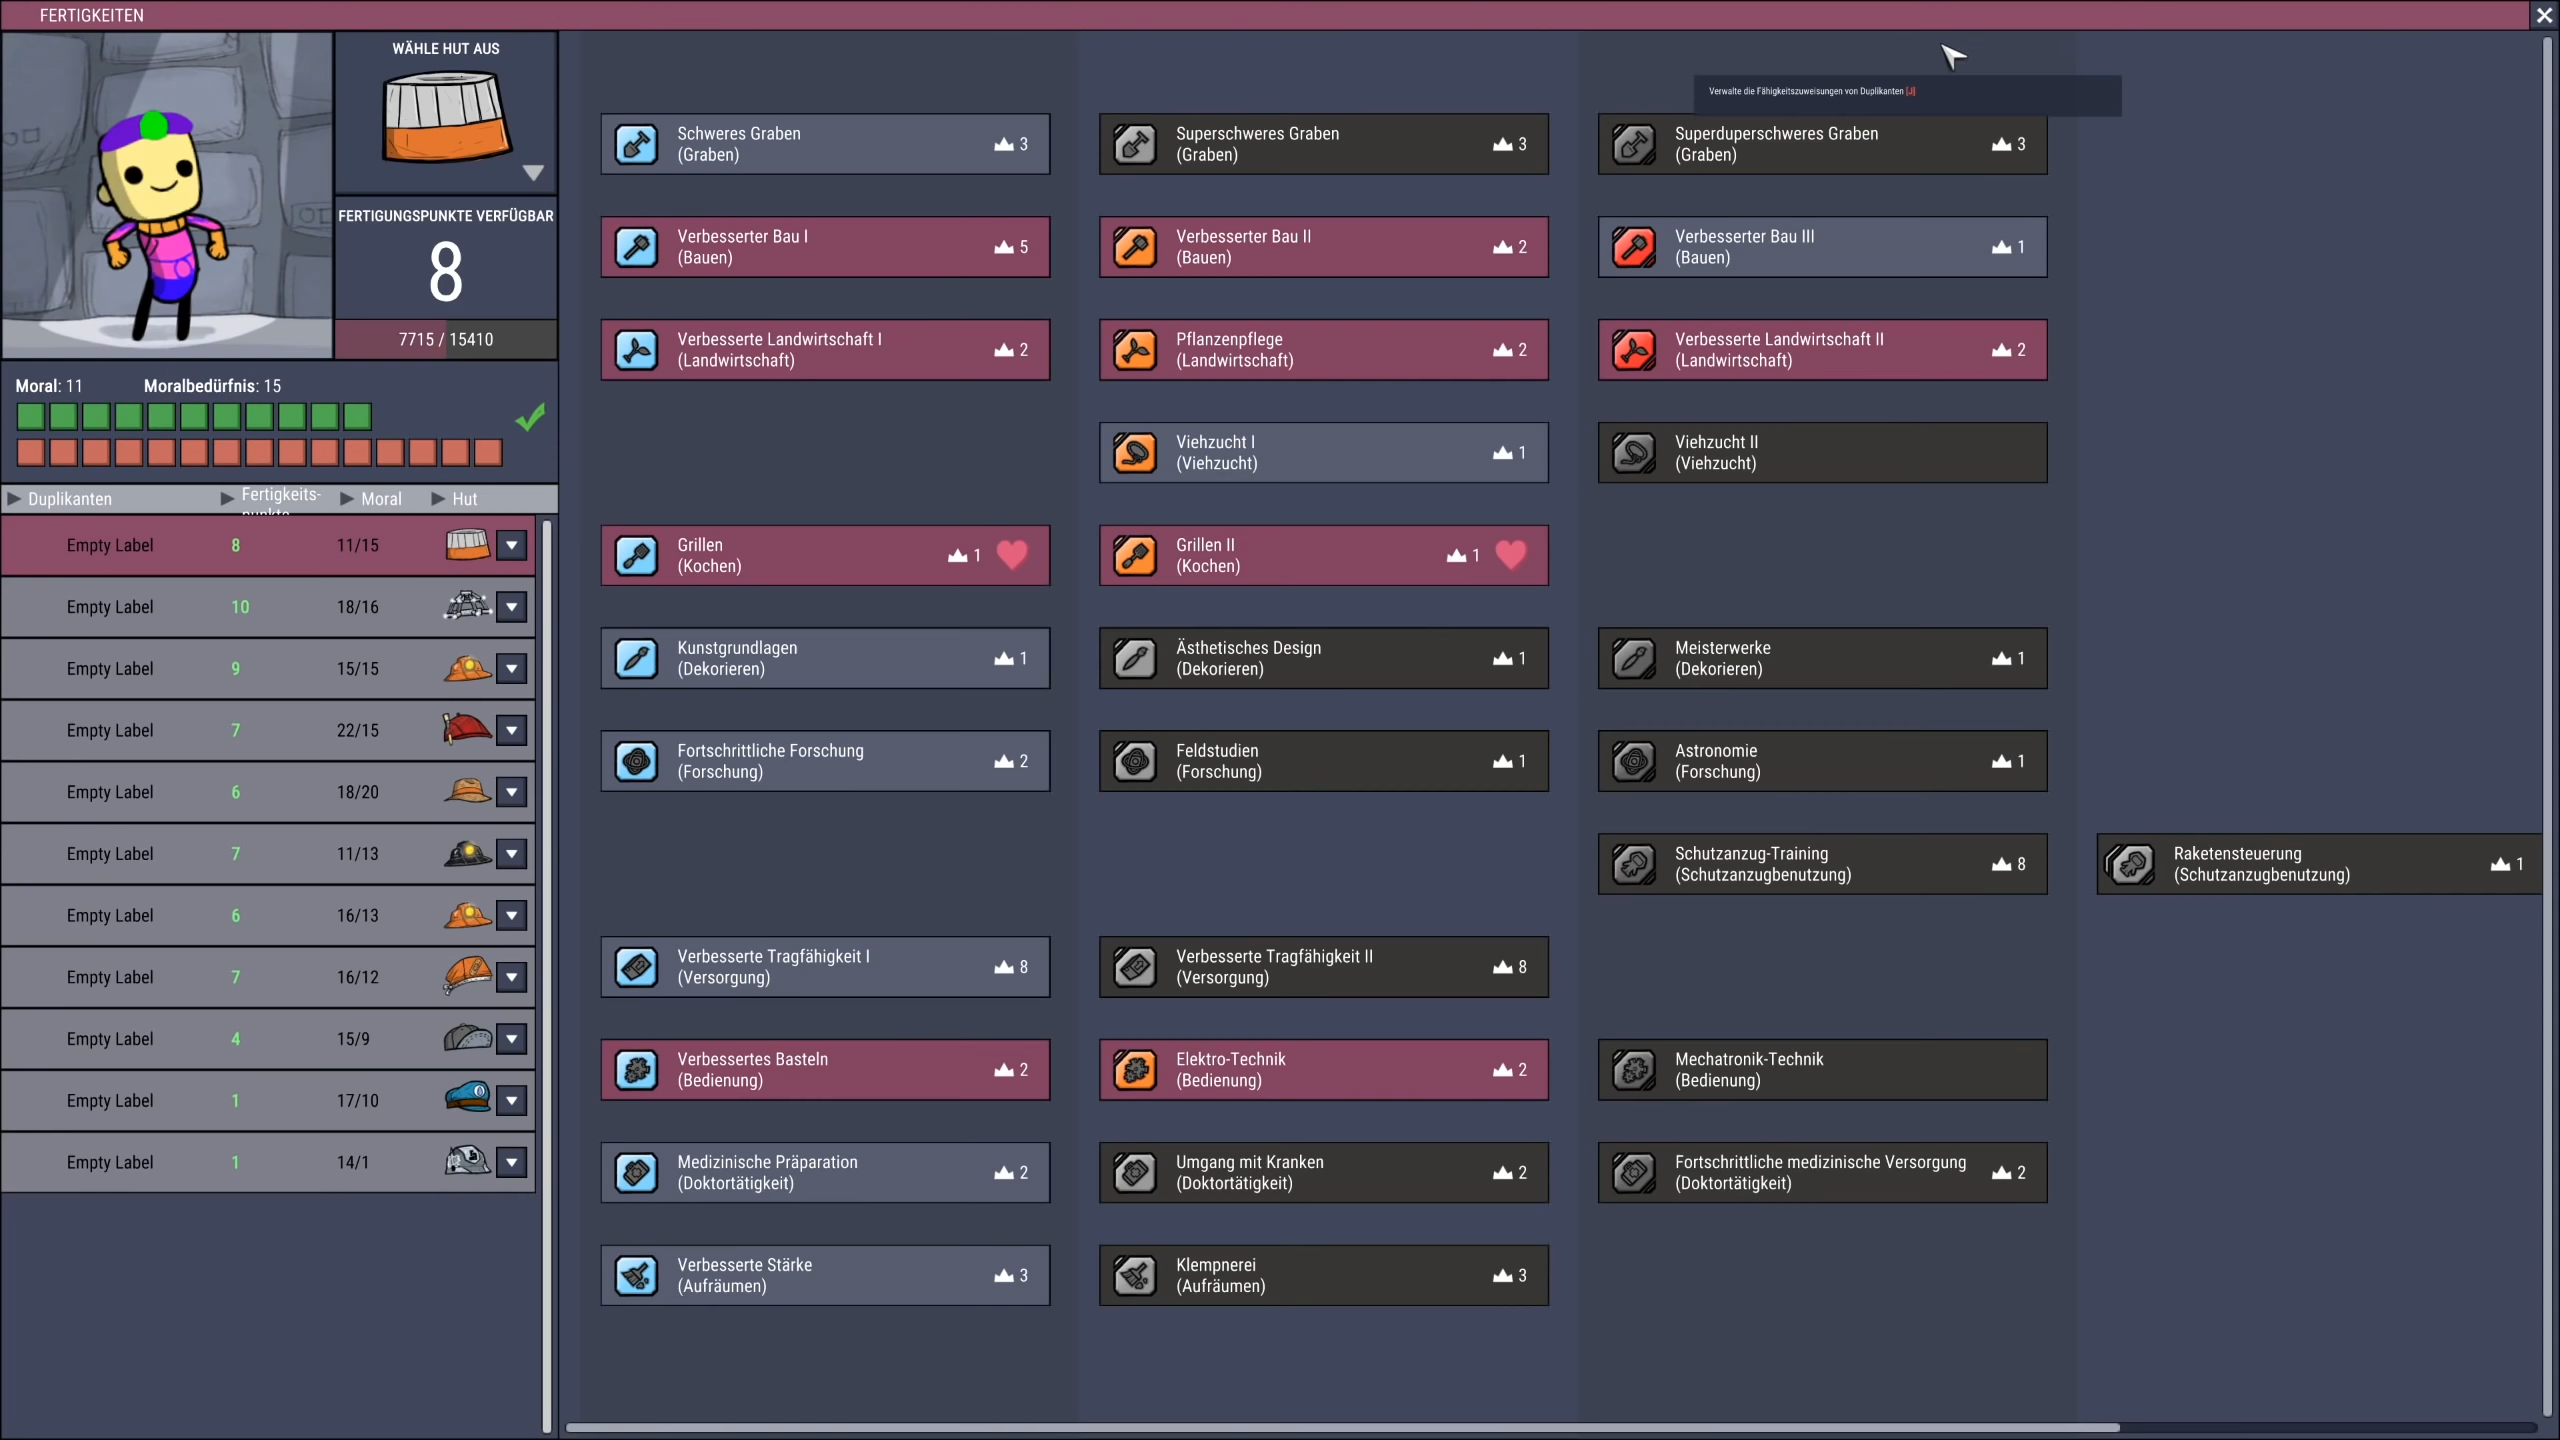 FERTIGKEITEN
WÄHLE HUT AUS
FERTIGUNGSPUNKTE VERFÜGBAR
8
7715 / 15410
Moral: 11 Moralbedürfnis: 15
Duplikanten Fertigkeits-punkte Moral Hut
Empty Label 8 11/15
Empty Label 10 18/16
Empty Label 9 15/15
Empty Label 7 22/15
Empty Label 6 18/20
Empty Label 7 11/13
Empty Label 6 16/13
Empty Label 7 16/12
Empty Label 4 15/9
Empty Label 1 17/10
Empty Label 1 14/1
Verwalte die Fähigkeitszuweisungen von Duplikanten [J]
Schweres Graben
(Graben)
3
Superschweres Graben
(Graben)
3
Superduperschweres Graben
(Graben)
3
Verbesserter Bau I
(Bauen)
5
Verbesserter Bau II
(Bauen)
2
Verbesserter Bau III
(Bauen)
1
Verbesserte Landwirtschaft I
(Landwirtschaft)
2
Pflanzenpflege
(Landwirtschaft)
2
Verbesserte Landwirtschaft II
(Landwirtschaft)
2
Viehzucht I
(Viehzucht)
1
Viehzucht II
(Viehzucht)
Grillen
(Kochen)
1
Grillen II
(Kochen)
1
Kunstgrundlagen
(Dekorieren)
1
Ästhetisches Design
(Dekorieren)
1
Meisterwerke
(Dekorieren)
1
Fortschrittliche Forschung
(Forschung)
2
Feldstudien
(Forschung)
1
Astronomie
(Forschung)
1
Schutzanzug-Training
(Schutzanzugbenutzung)
8
Raketensteuerung
(Schutzanzugbenutzung)
1
Verbesserte Tragfähigkeit I
(Versorgung)
8
Verbesserte Tragfähigkeit II
(Versorgung)
8
Verbessertes Basteln
(Bedienung)
2
Elektro-Technik
(Bedienung)
2
Mechatronik-Technik
(Bedienung)
Medizinische Präparation
(Doktortätigkeit)
2
Umgang mit Kranken
(Doktortätigkeit)
2
Fortschrittliche medizinische Versorgung
(Doktortätigkeit)
2
Verbesserte Stärke
(Aufräumen)
3
Klempnerei
(Aufräumen)
3